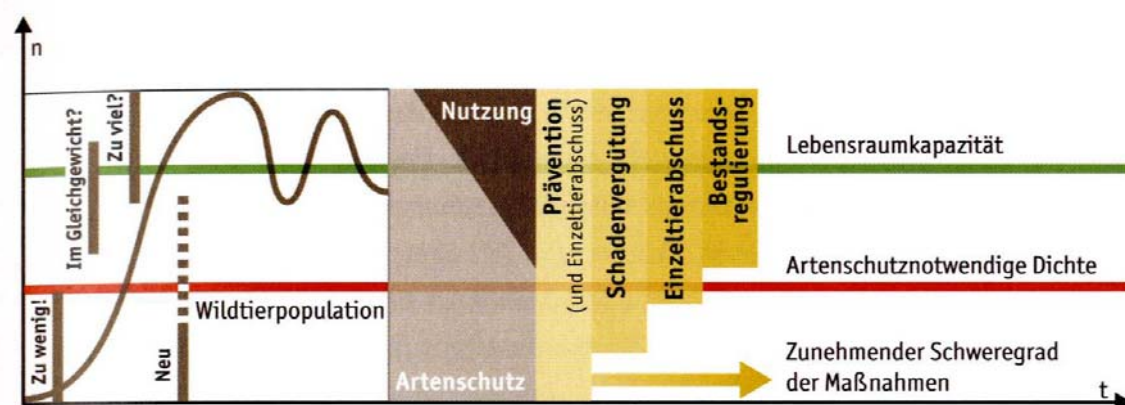 n
Im Gleichgewicht?
Zu viel?
Zu wenig!
Neu
Wildtierpopulation
Nutzung
Artenschutz
Prävention
(und Einzeltierabschuss)
Schadenvergütung
Einzeltierabschuss
Bestands-
regulierung
Lebensraumkapazität
Artenschutznotwendige Dichte
Zunehmender Schweregrad
der Maßnahmen
t